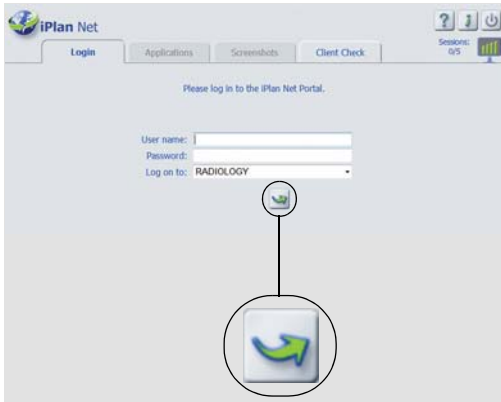 iPlan Net
Login Applications Screenshots Client Check
Sessions:
0/5
Please log in to the iPlan Net Portal.
User name:
Password:
Log on to: RADIOLOGY